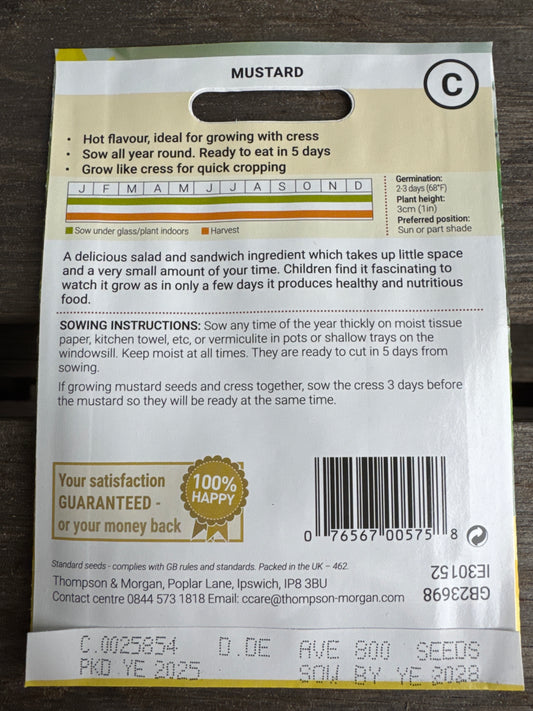 MUSTARD
C
• Hot flavour, ideal for growing with cress
• Sow all year round. Ready to eat in 5 days
• Grow like cress for quick cropping
J F M A M J J A S O N D
Sow under glass/plant indoors Harvest
Germination:
2-3 days (68°F)
Plant height:
3cm (1in)
Preferred position:
Sun or part shade
A delicious salad and sandwich ingredient which takes up little space
and a very small amount of your time. Children find it fascinating to
watch it grow as in only a few days it produces healthy and nutritious
food.
SOWING INSTRUCTIONS: Sow any time of the year thickly on moist tissue
paper, kitchen towel, etc, or vermiculite in pots or shallow trays on the
windowsill. Keep moist at all times. They are ready to cut in 5 days from
sowing.
If growing mustard seeds and cress together, sow the cress 3 days before
the mustard so they will be ready at the same time.
Your satisfaction
GUARANTEED -
or your money back
100%
HAPPY
0 76567 00575 8
Standard seeds - complies with GB rules and standards. Packed in the UK – 462.
Thompson & Morgan, Poplar Lane, Ipswich, IP8 3BU
Contact centre 0844 573 1818 Email: ccare@thompson-morgan.com
GB23698
IE30152
C.0025854 D.DE AVE 800 SEEDS
PKD YE 2025 SOW BY YE 2028